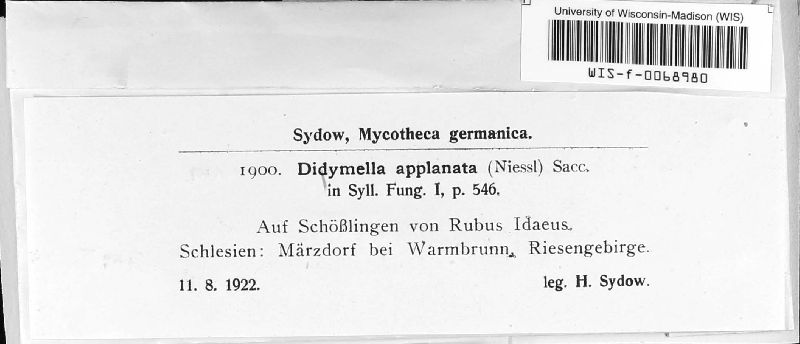 University of Wisconsin-Madison (WIS)
WIS-f-0068980
Sydow, Mycotheca germanica.
1900. Didymella applanata (Niessl) Sacc.
in Syll. Fung. I, p. 546.
Auf Schößlingen von Rubus Idaeus.
Schlesien: Märzdorf bei Warmbrunn, Riesengebirge.
11. 8. 1922. leg. H. Sydow.